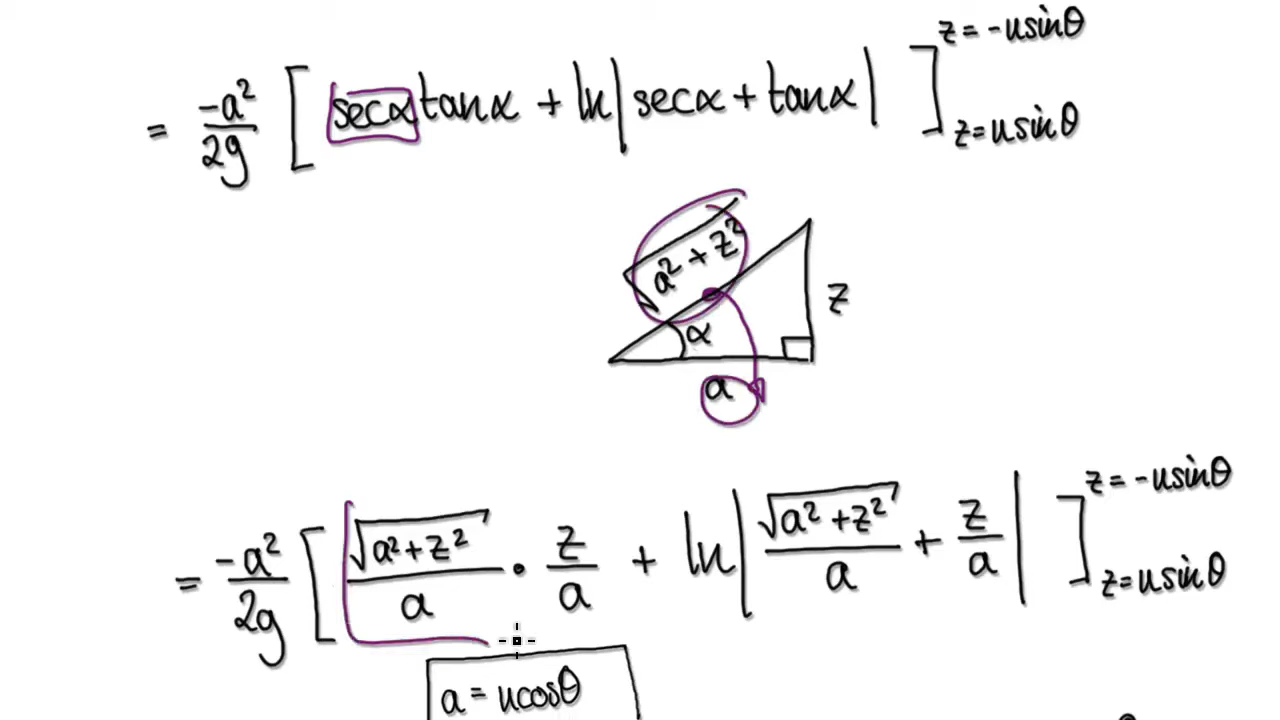 = -a²/2g [ secα tanα + ln|secα + tanα| ] z = -usinθ z = usinθ
√a² + z²
z
α
a
= -a²/2g [ √a²+z²/a · z/a + ln|√a²+z²/a + z/a| ] z = -usinθ z = usinθ
a = ucosθ